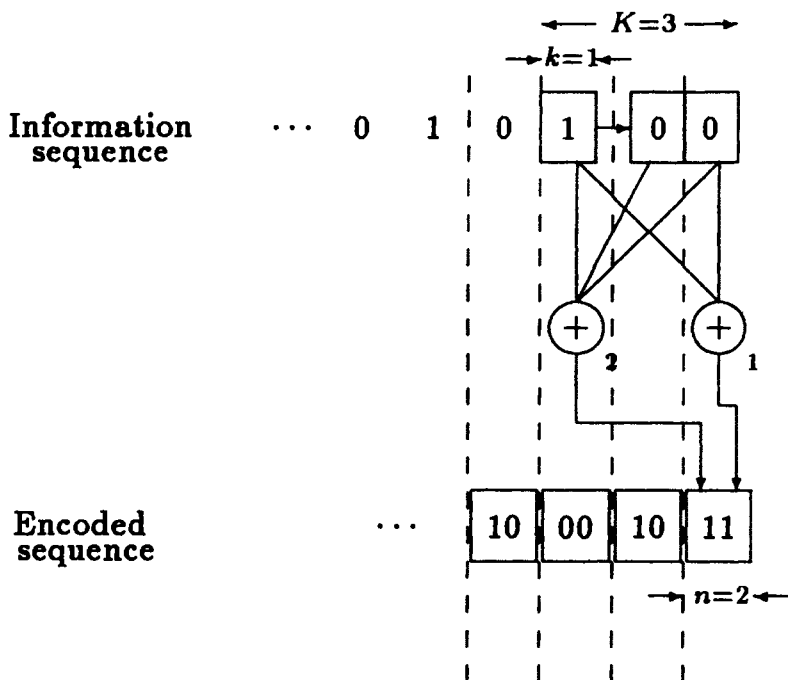 K=3
k=1
Information
sequence
... 0 1 0 1 0 0
+ +
2 1
Encoded
sequence
... 10 00 10 11
n=2